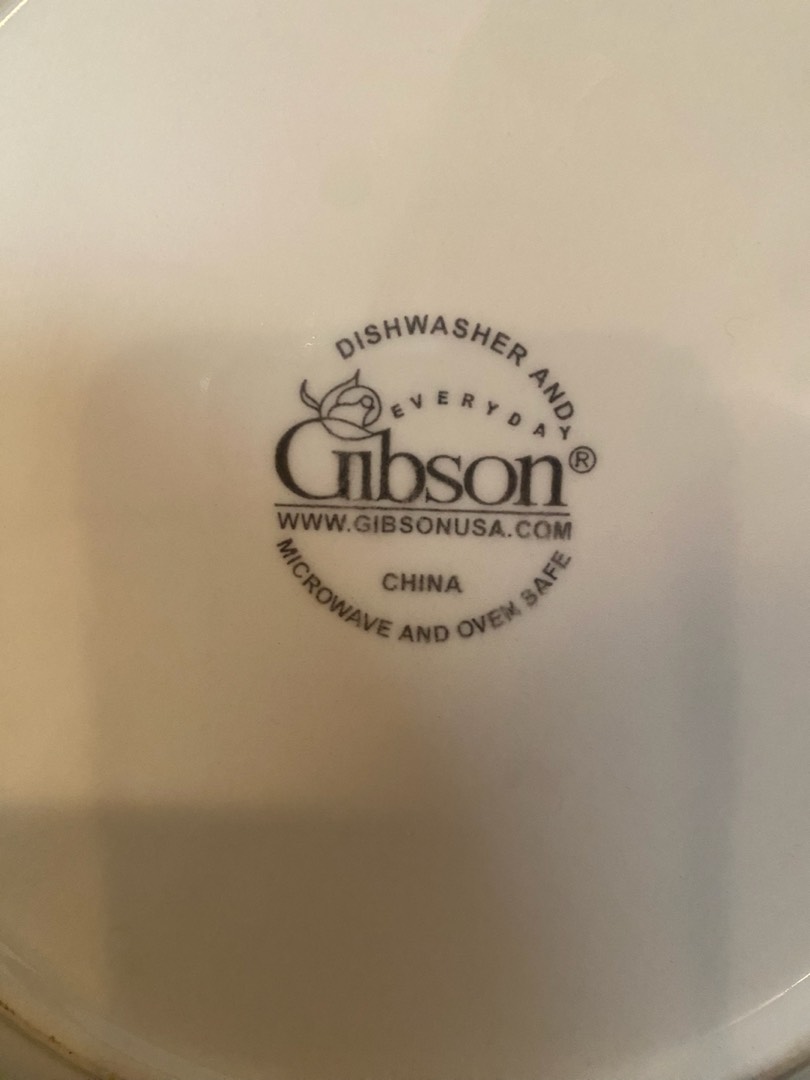 DISHWASHER AND
EVERYDAY
Gibson®
WWW.GIBSONUSA.COM
CHINA
MICROWAVE AND OVEN SAFE